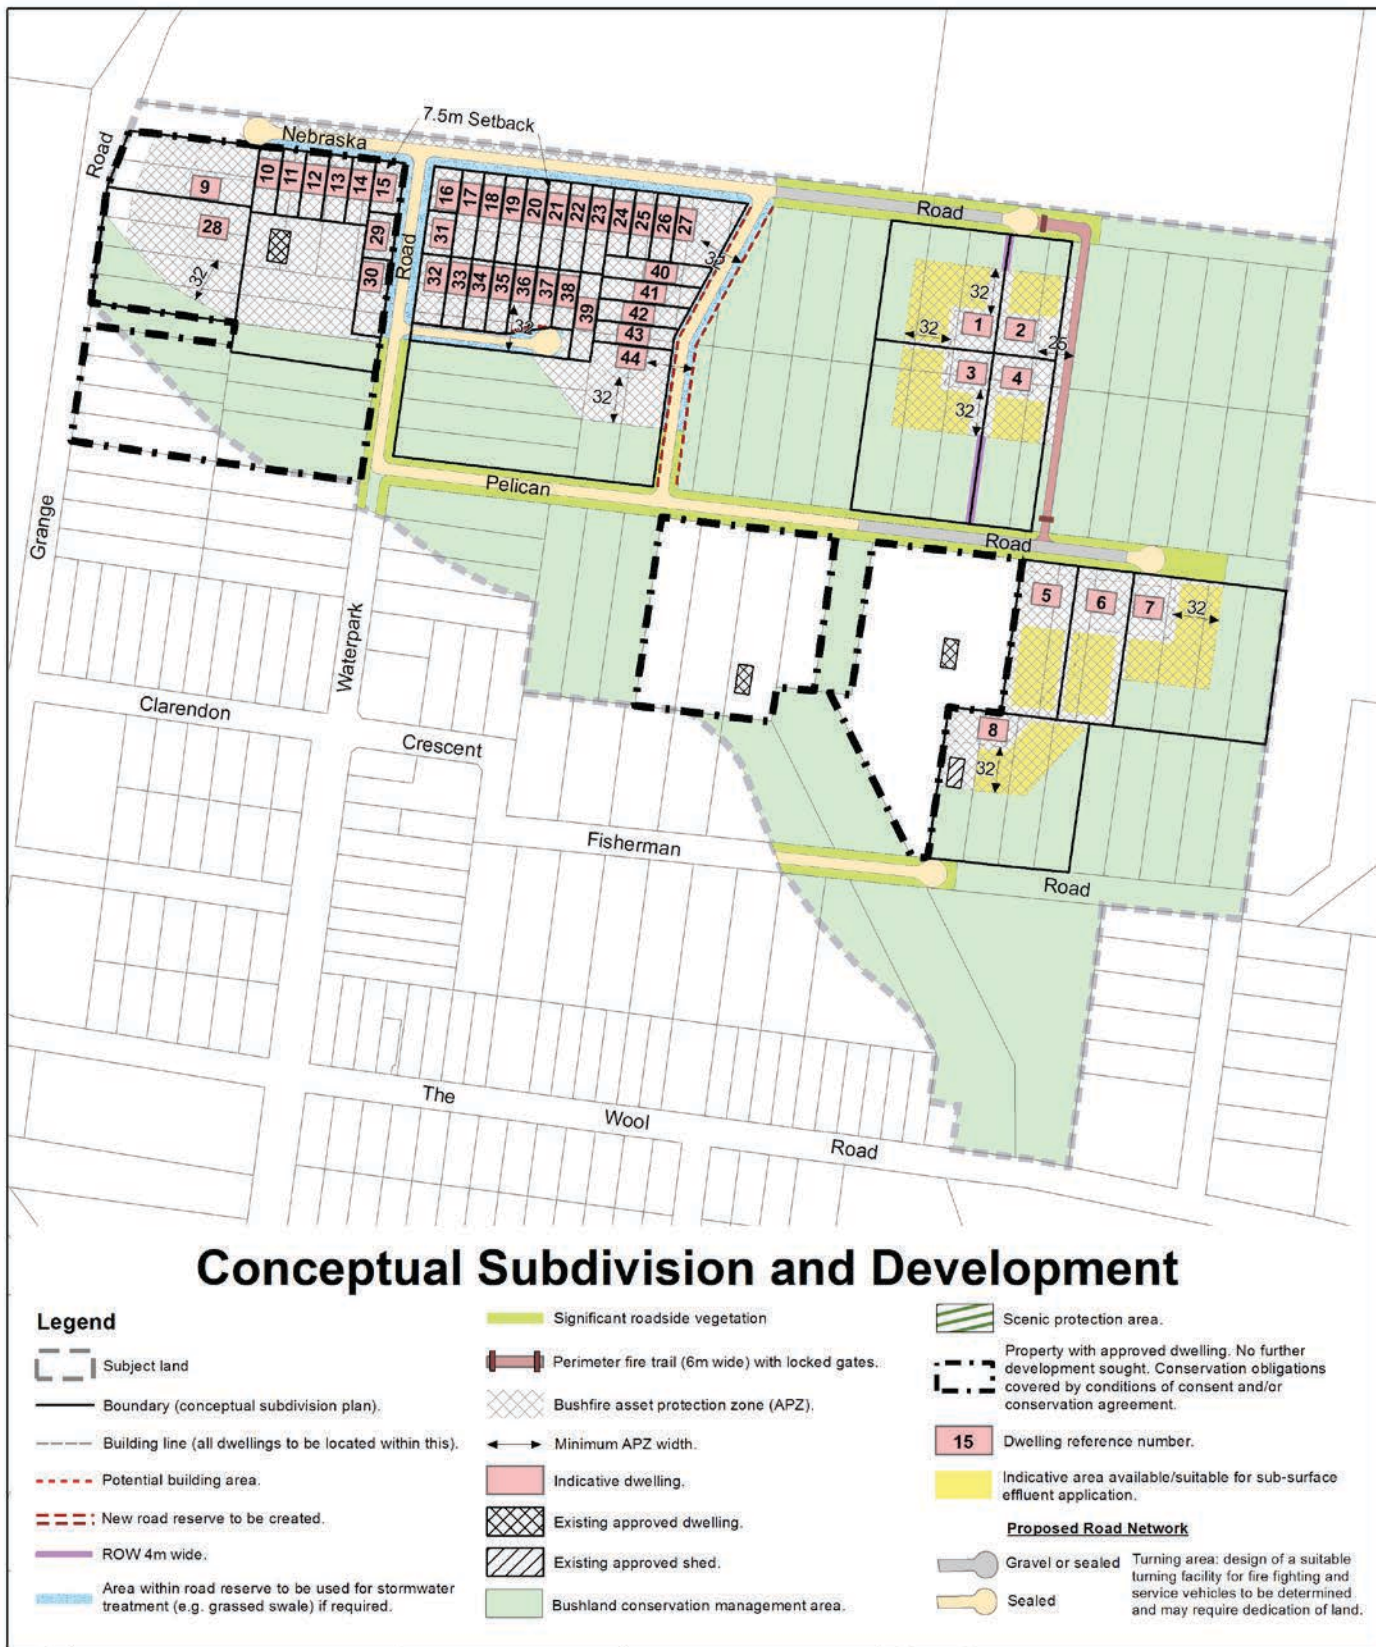 7.5m Setback
Nebraska
Road
9
10
11
12
13
14
15
16
17
18
19
20
21
22
23
24
25
26
27
28
29
30
31
32
33
34
35
36
37
38
39
40
41
42
43
44
Road
32
32
32
32
Road
32
32
1
2
25
3
4
32
Pelican
Road
Grange
Waterpark
5
6
7
32
8
32
Clarendon
Crescent
Fisherman
Road
The
Wool
Road
Conceptual Subdivision and Development
Legend
Subject land
Boundary (conceptual subdivision plan).
Building line (all dwellings to be located within this).
Potential building area.
New road reserve to be created.
ROW 4m wide.
Area within road reserve to be used for stormwater
treatment (e.g. grassed swale) if required.
Significant roadside vegetation
Perimeter fire trail (6m wide) with locked gates.
Bushfire asset protection zone (APZ).
Minimum APZ width.
Indicative dwelling.
Existing approved dwelling.
Existing approved shed.
Bushland conservation management area.
Scenic protection area.
Property with approved dwelling. No further
development sought. Conservation obligations
covered by conditions of consent and/or
conservation agreement.
15
Dwelling reference number.
Indicative area available/suitable for sub-surface
effluent application.
Proposed Road Network
Gravel or sealed
Sealed
Turning area: design of a suitable
turning facility for fire fighting and
service vehicles to be determined
and may require dedication of land.